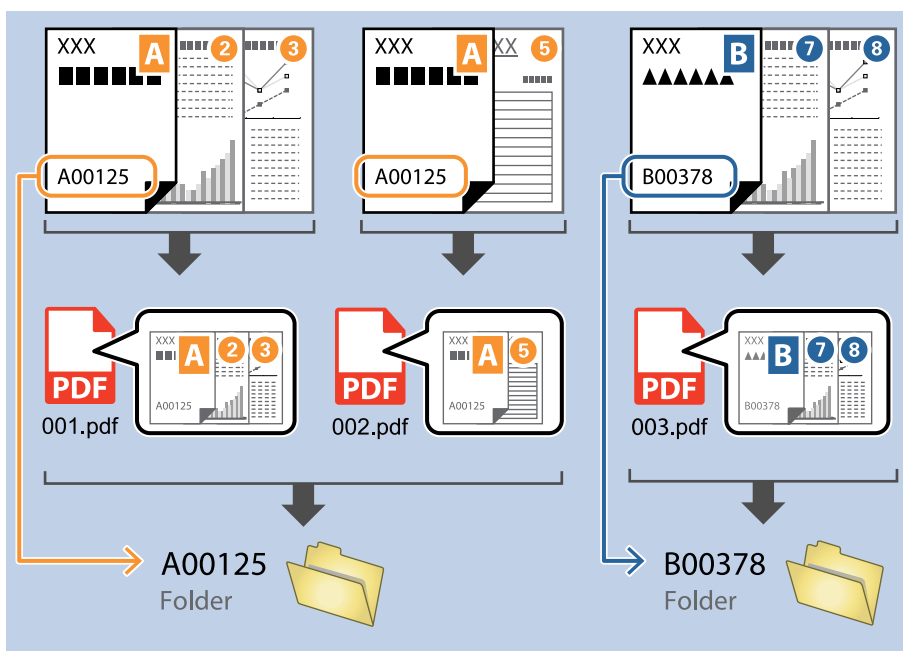 XXX A 2 3
A00125
XXX A XX 5
A00125
XXX B 7 8
B00378
PDF
001.pdf
XXX A 2 3
A00125
PDF
002.pdf
XXX A 5
A00125
PDF
003.pdf
XXX B 7 8
B00378
A00125
Folder
B00378
Folder